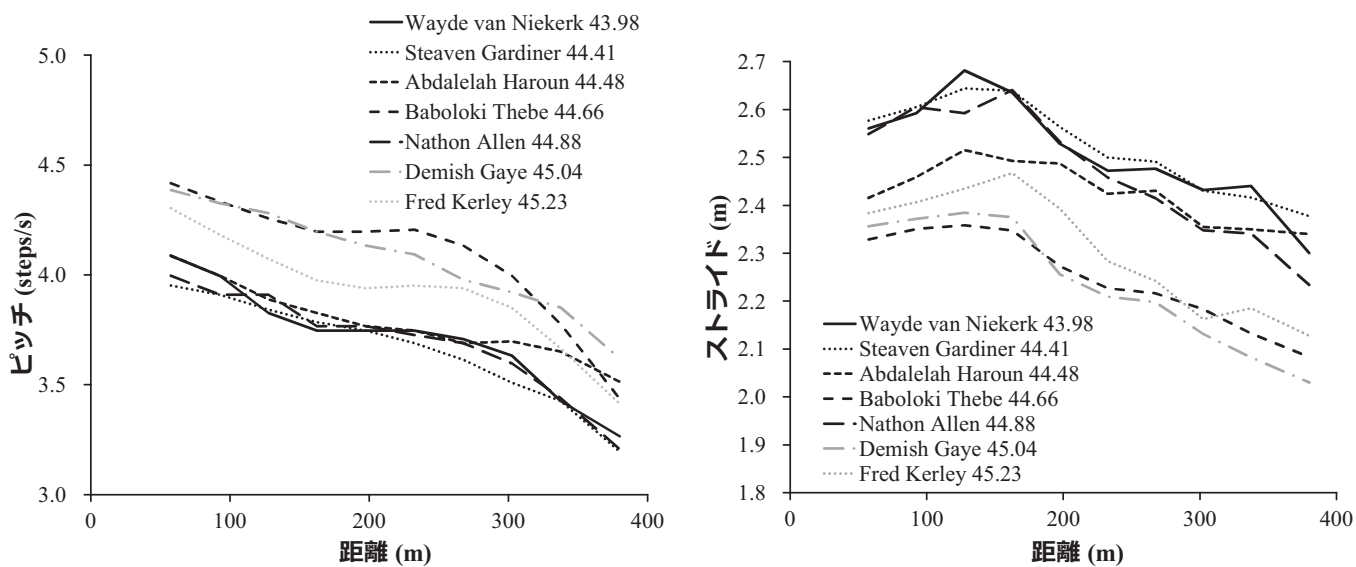 Wayde van Niekerk 43.98
Steaven Gardiner 44.41
Abdalelah Haroun 44.48
Baboloki Thebe 44.66
Nathon Allen 44.88
Demish Gaye 45.04
Fred Kerley 45.23
5.0
4.5
4.0
3.5
3.0
ピッチ (steps/s)
0
100
200
300
400
距離 (m)
2.7
2.6
2.5
2.4
2.3
2.2
2.1
2.0
1.9
1.8
ストライド (m)
Wayde van Niekerk 43.98
Steaven Gardiner 44.41
Abdalelah Haroun 44.48
Baboloki Thebe 44.66
Nathon Allen 44.88
Demish Gaye 45.04
Fred Kerley 45.23
0
100
200
300
400
距離 (m)